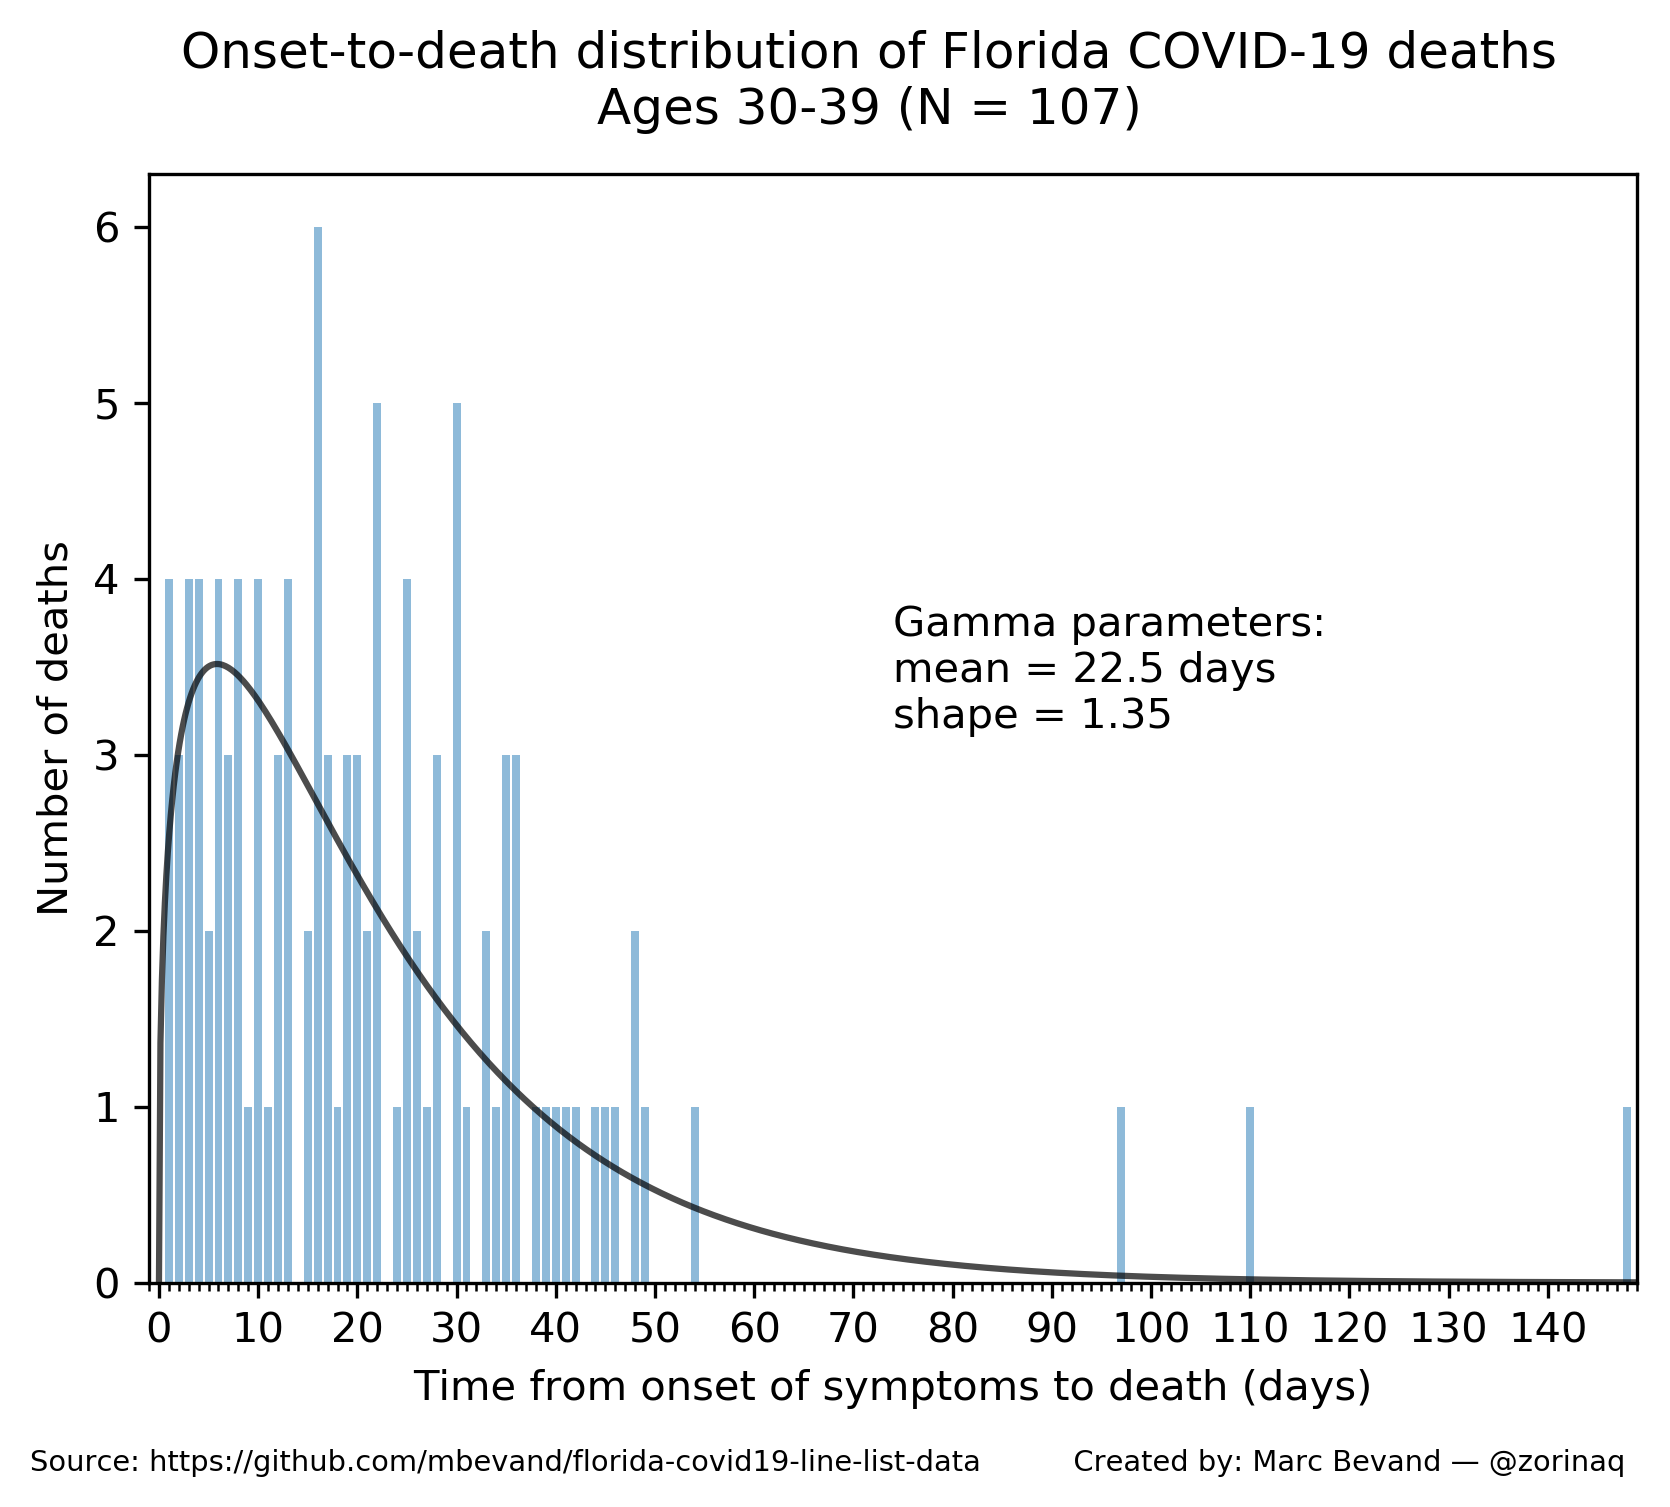 Onset-to-death distribution of Florida COVID-19 deaths
Ages 30-39 (N = 107)
6
5
4
3
2
1
0
Number of deaths
Gamma parameters:
mean = 22.5 days
shape = 1.35
0 10 20 30 40 50 60 70 80 90 100 110 120 130 140
Time from onset of symptoms to death (days)
Source: https://github.com/mbevand/florida-covid19-line-list-data Created by: Marc Bevand — @zorinaq